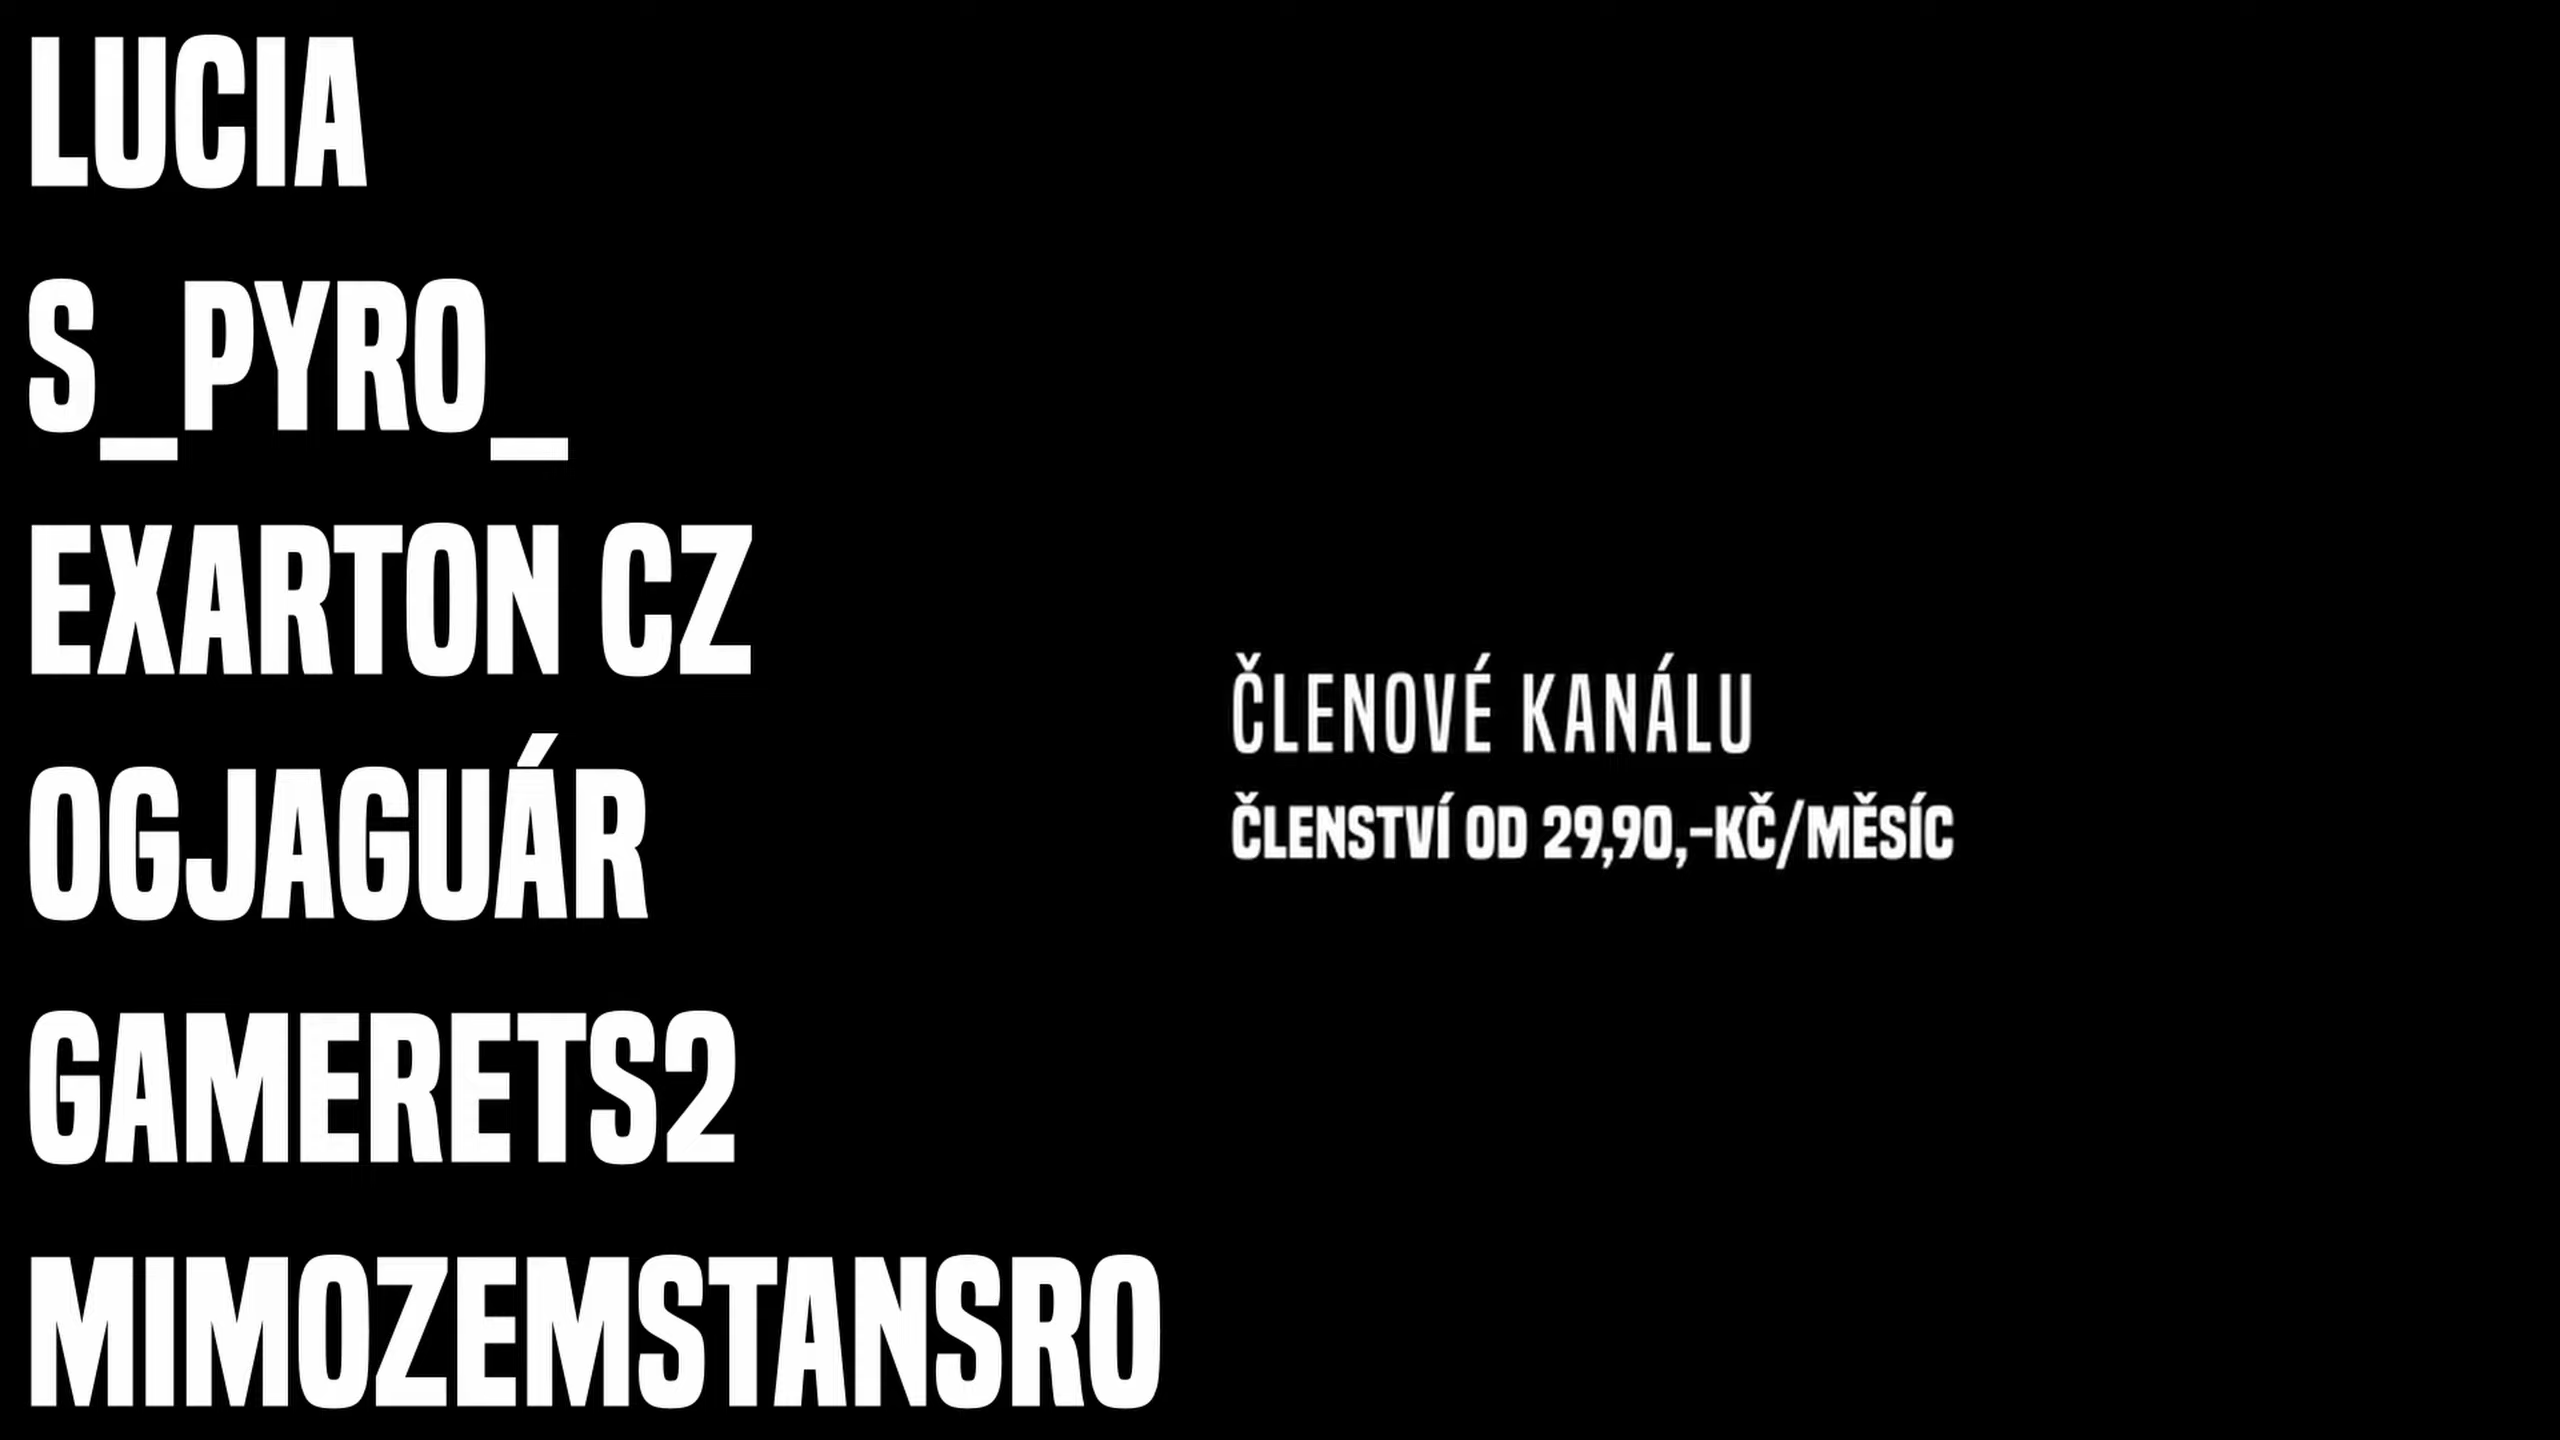 LUCIA
S_PYRO_
EXARTON CZ
OGJAGUÁR
GAMERETS2
MIMOZEMSTANSRO
ČLENOVÉ KANÁLU
ČLENSTVÍ OD 29,90,-KČ/MĚSÍC